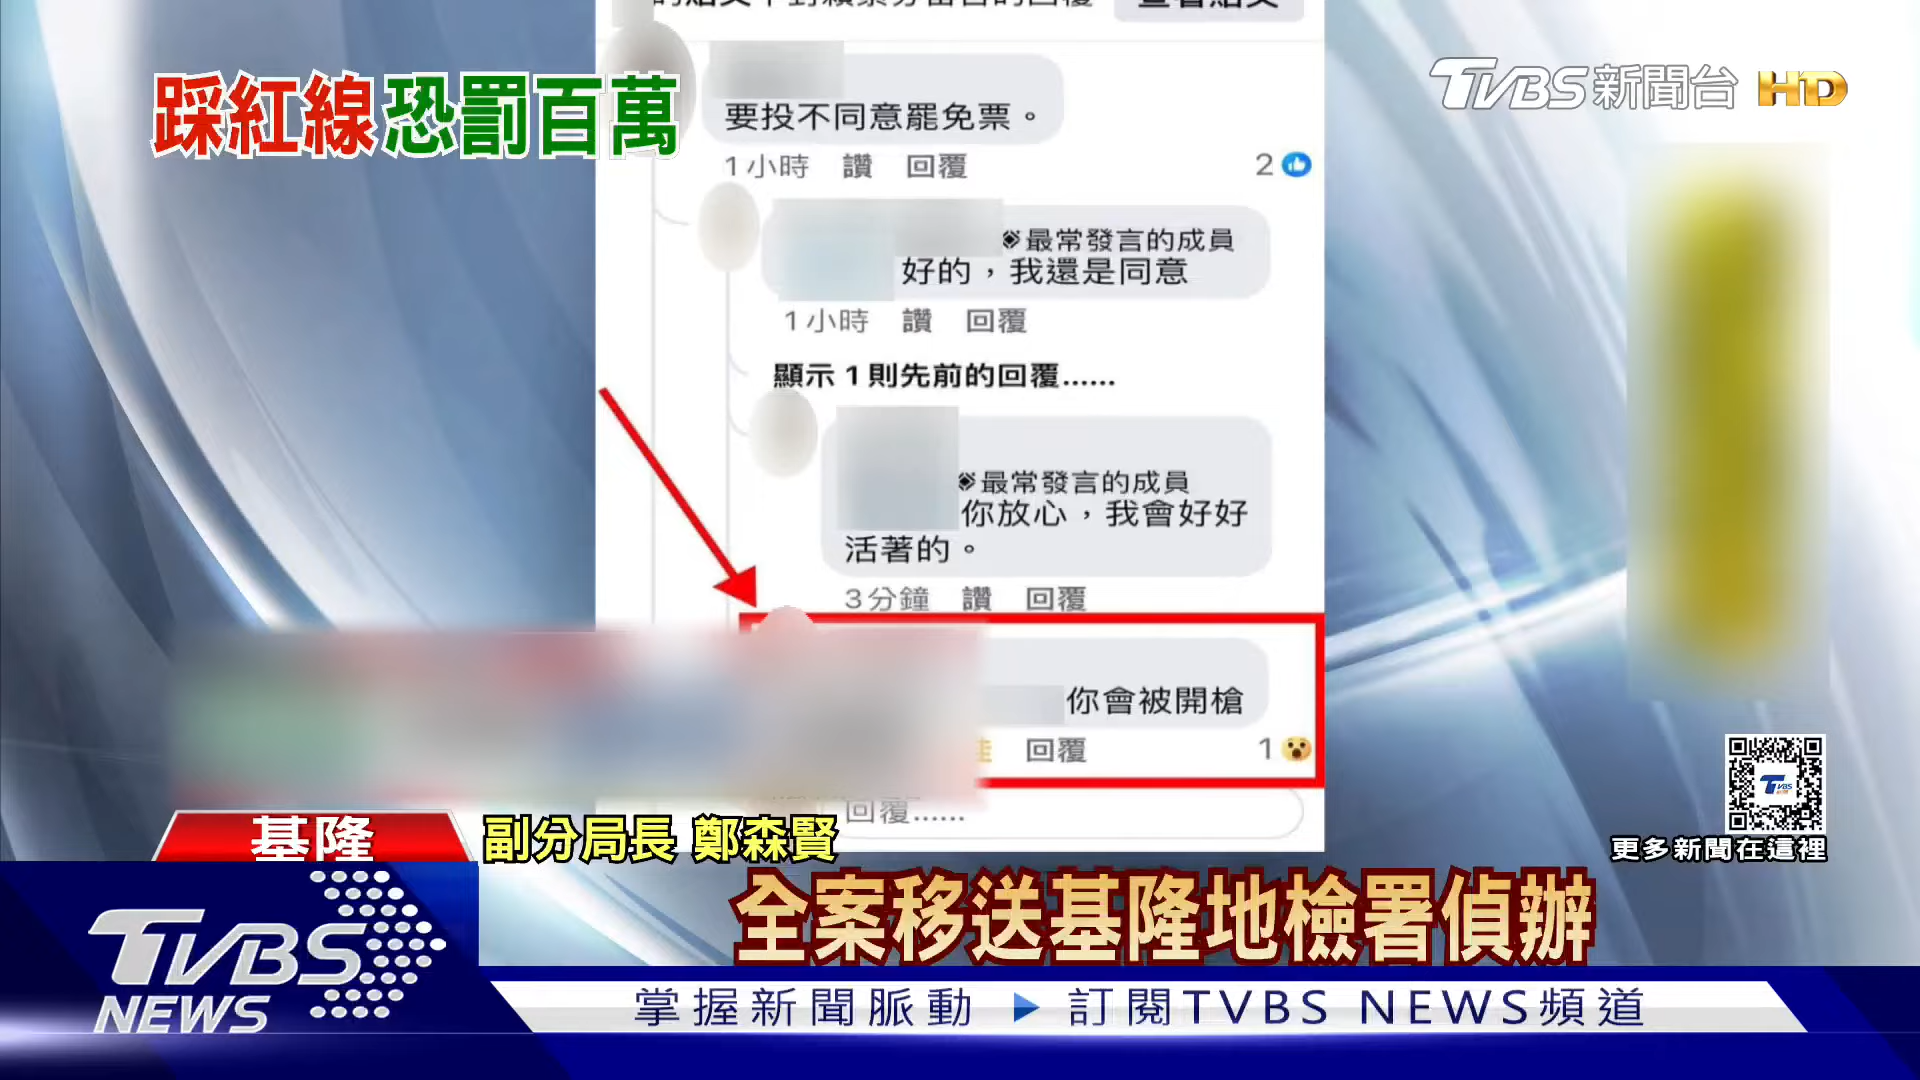 查看貼文
踩紅線恐罰百萬
TVBS新聞台 HD
要投不同意罷免票。
1小時 讚 回覆 2
※最常發言的成員
好的，我還是同意
1小時 讚 回覆
顯示1則先前的回覆......
※最常發言的成員
你放心，我會好好
活著的。
3分鐘 讚 回覆
你會被開槍
回覆 1
回覆......
基隆
副分局長 鄭森賢
TVBS
更多新聞在這裡
全案移送基隆地檢署偵辦
TVBS
NEWS
掌握新聞脈動 ▶ 訂閱TVBS NEWS頻道